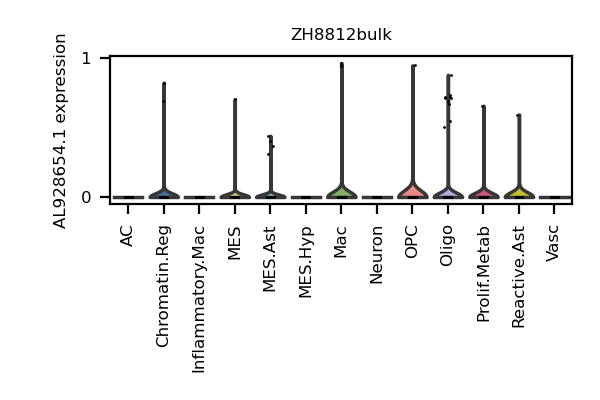 ZH8812bulk
AL928654.1 expression
1
0
AC
Chromatin.Reg
Inflammatory.Mac
MES
MES.Ast
MES.Hyp
Mac
Neuron
OPC
Oligo
Prolif.Metab
Reactive.Ast
Vasc